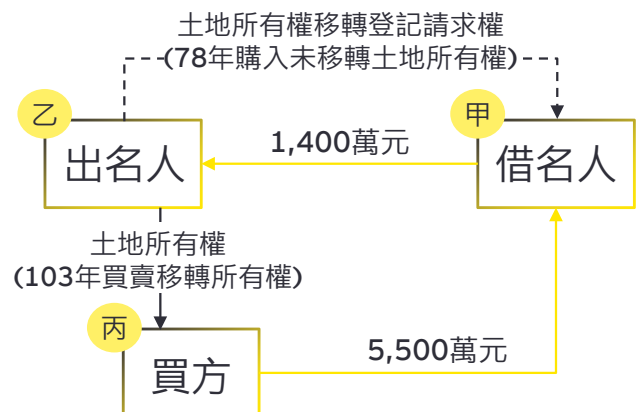 土地所有權移轉登記請求權
(78年購入未移轉土地所有權)
乙
甲
出名人
1,400萬元
借名人
土地所有權
(103年買賣移轉所有權)
丙
買方
5,500萬元